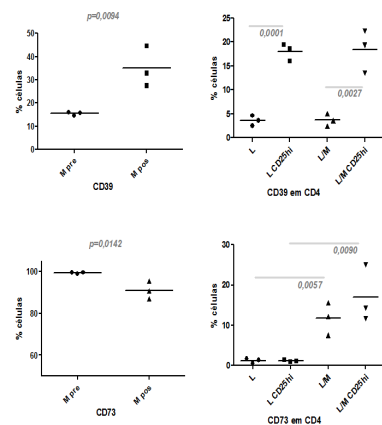 p=0,0094
% células
50
40
30
20
10
0
M pre
M pos
CD39
% células
25
20
15
10
5
0
0,0001
0,0027
L
L CD25hi
L/M
L/M CD25hi
CD39 em CD4
p=0,0142
% células
100
80
60
M pre
M pos
CD73
% células
30
20
10
0
0,0090
0,0057
L
L CD25hi
L/M
L/M CD25hi
CD73 em CD4